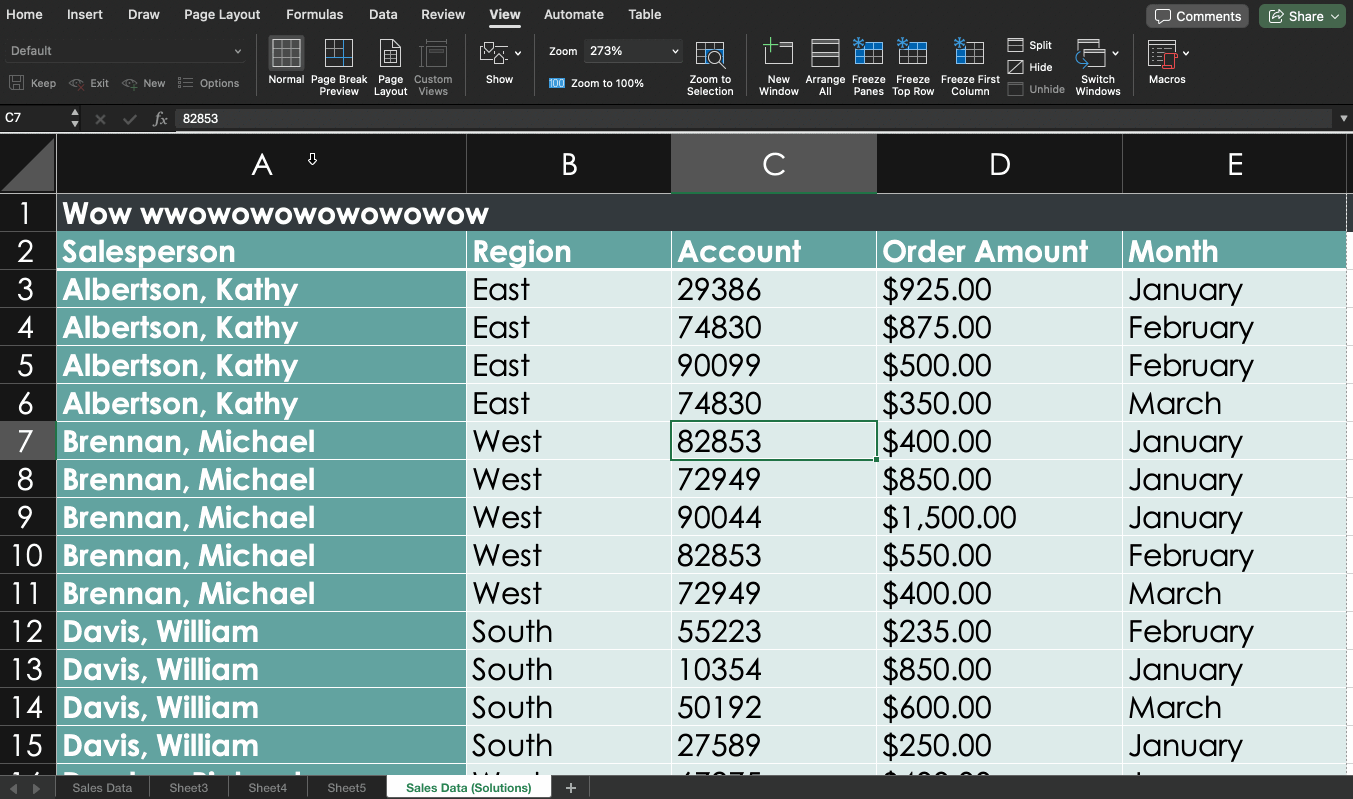 Home Insert Draw Page Layout Formulas Data Review View Automate Table Comments Share
Default
Keep Exit New Options
Normal Page Break Preview Page Layout Custom Views
Show
Zoom 273%
100 Zoom to 100%
Zoom to Selection
New Window Arrange All Freeze Panes Freeze Top Row Freeze First Column
Split
Hide
Unhide
Switch Windows
Macros
C7 fx 82853
A B C D E
1 Wow wwowowowowowowow
2 Salesperson Region Account Order Amount Month
3 Albertson, Kathy East 29386 $925.00 January
4 Albertson, Kathy East 74830 $875.00 February
5 Albertson, Kathy East 90099 $500.00 February
6 Albertson, Kathy East 74830 $350.00 March
7 Brennan, Michael West 82853 $400.00 January
8 Brennan, Michael West 72949 $850.00 January
9 Brennan, Michael West 90044 $1,500.00 January
10 Brennan, Michael West 82853 $550.00 February
11 Brennan, Michael West 72949 $400.00 March
12 Davis, William South 55223 $235.00 February
13 Davis, William South 10354 $850.00 January
14 Davis, William South 50192 $600.00 March
15 Davis, William South 27589 $250.00 January
Sales Data Sheet3 Sheet4 Sheet5 Sales Data (Solutions) +